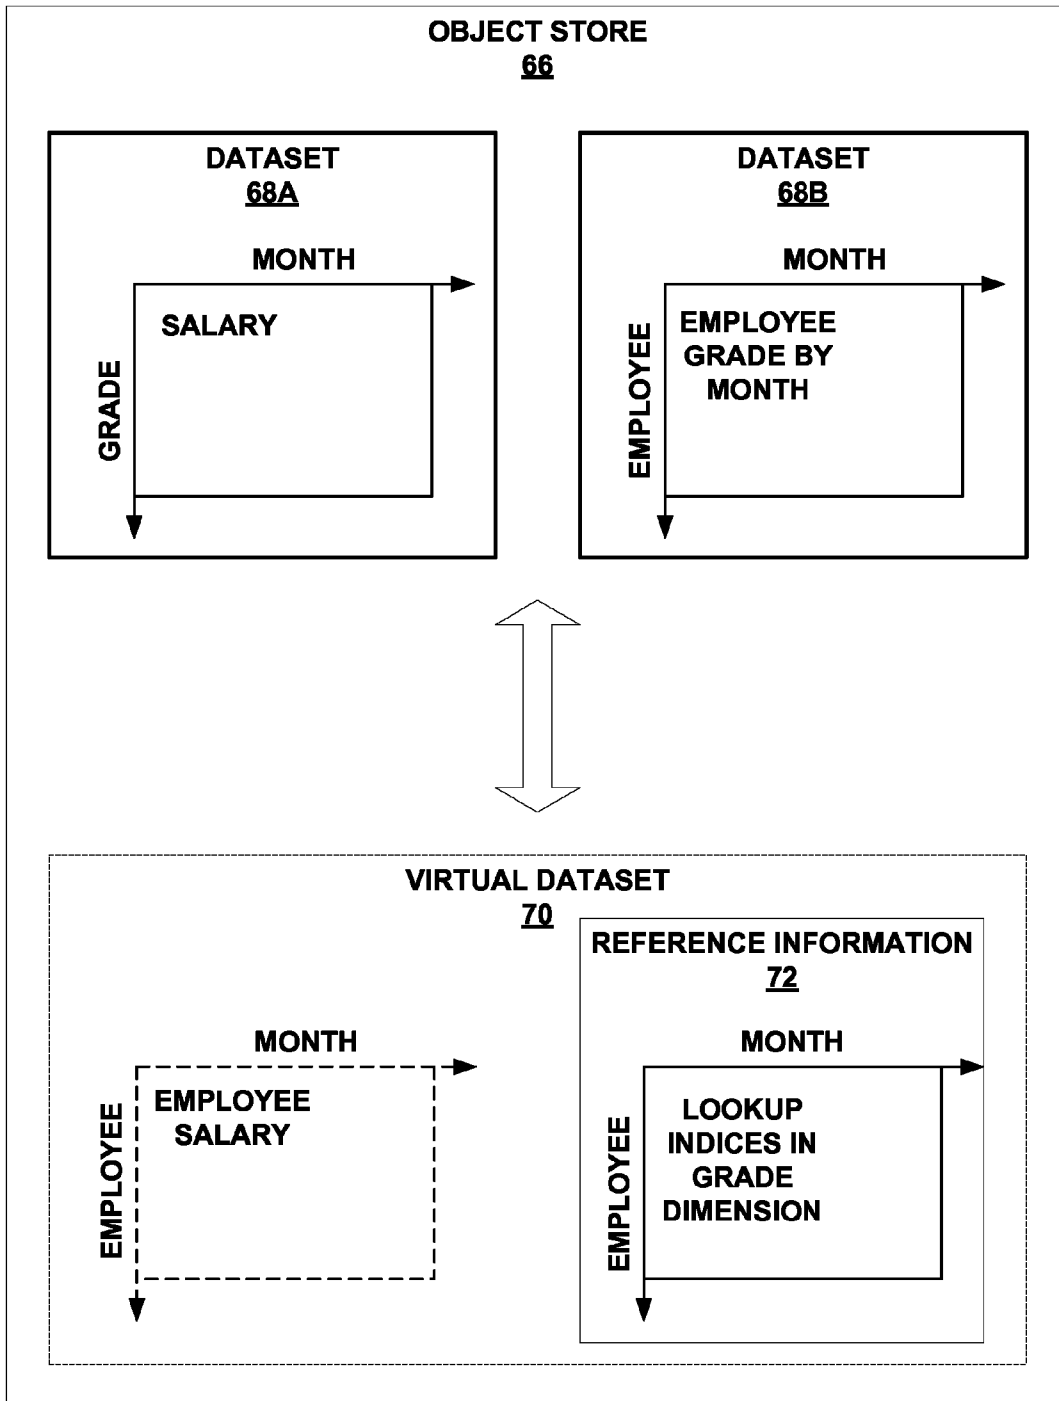 OBJECT STORE
66
DATASET
68A
MONTH
GRADE
SALARY
DATASET
68B
MONTH
EMPLOYEE
EMPLOYEE
GRADE BY
MONTH
VIRTUAL DATASET
70
MONTH
EMPLOYEE
EMPLOYEE
SALARY
REFERENCE INFORMATION
72
MONTH
EMPLOYEE
LOOKUP
INDICES IN
GRADE
DIMENSION